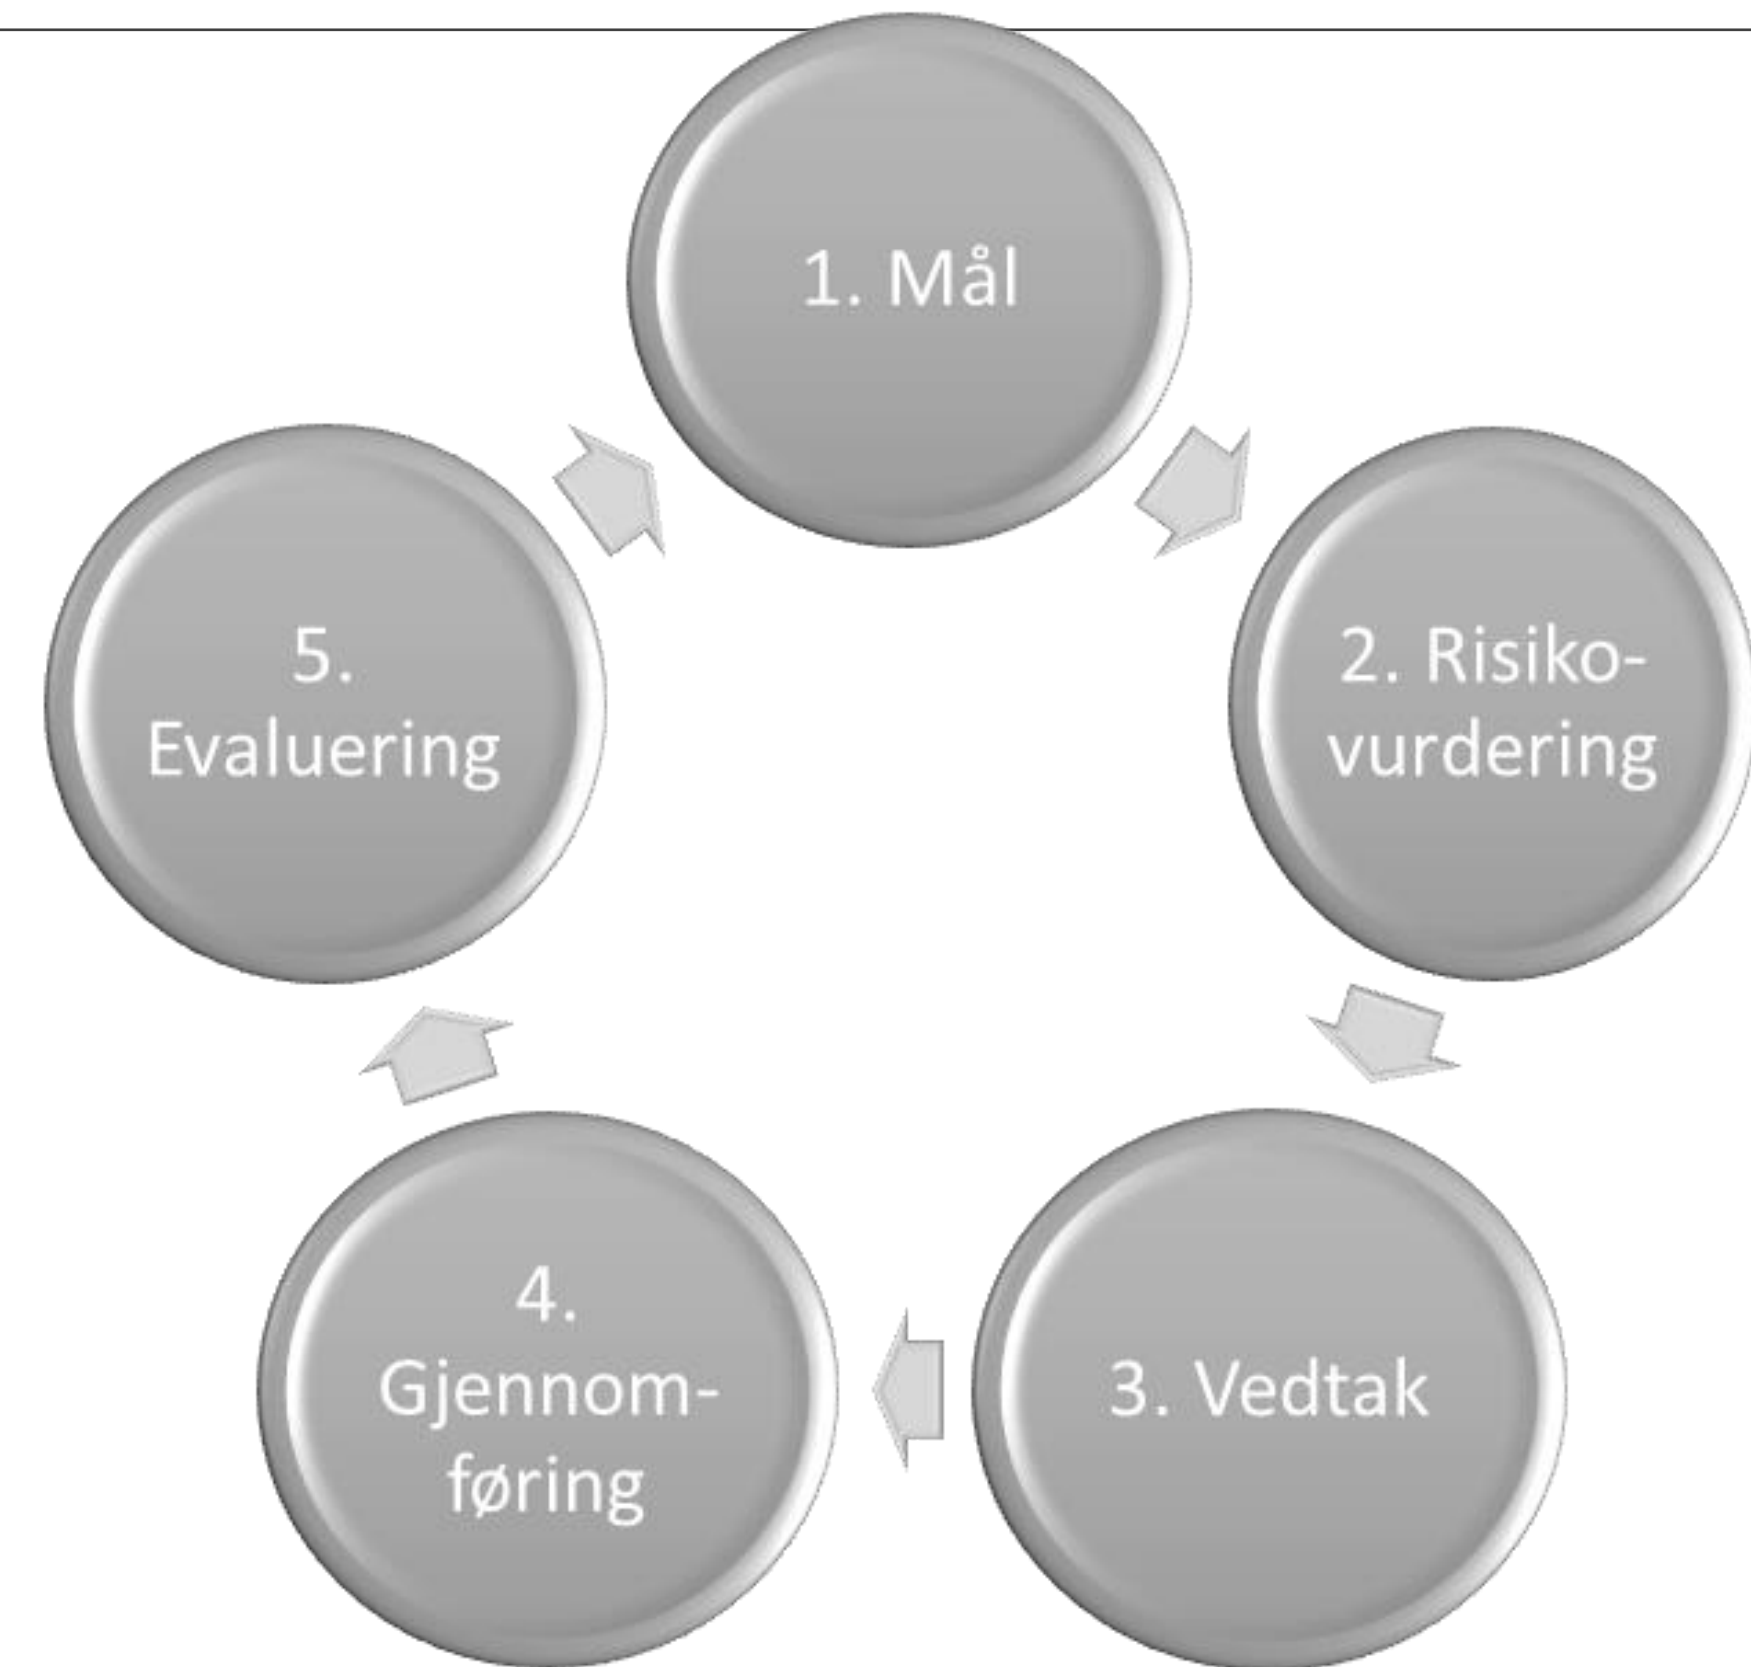 1. Mål
2. Risiko-
vurdering
3. Vedtak
4.
Gjennom-
føring
5.
Evaluering